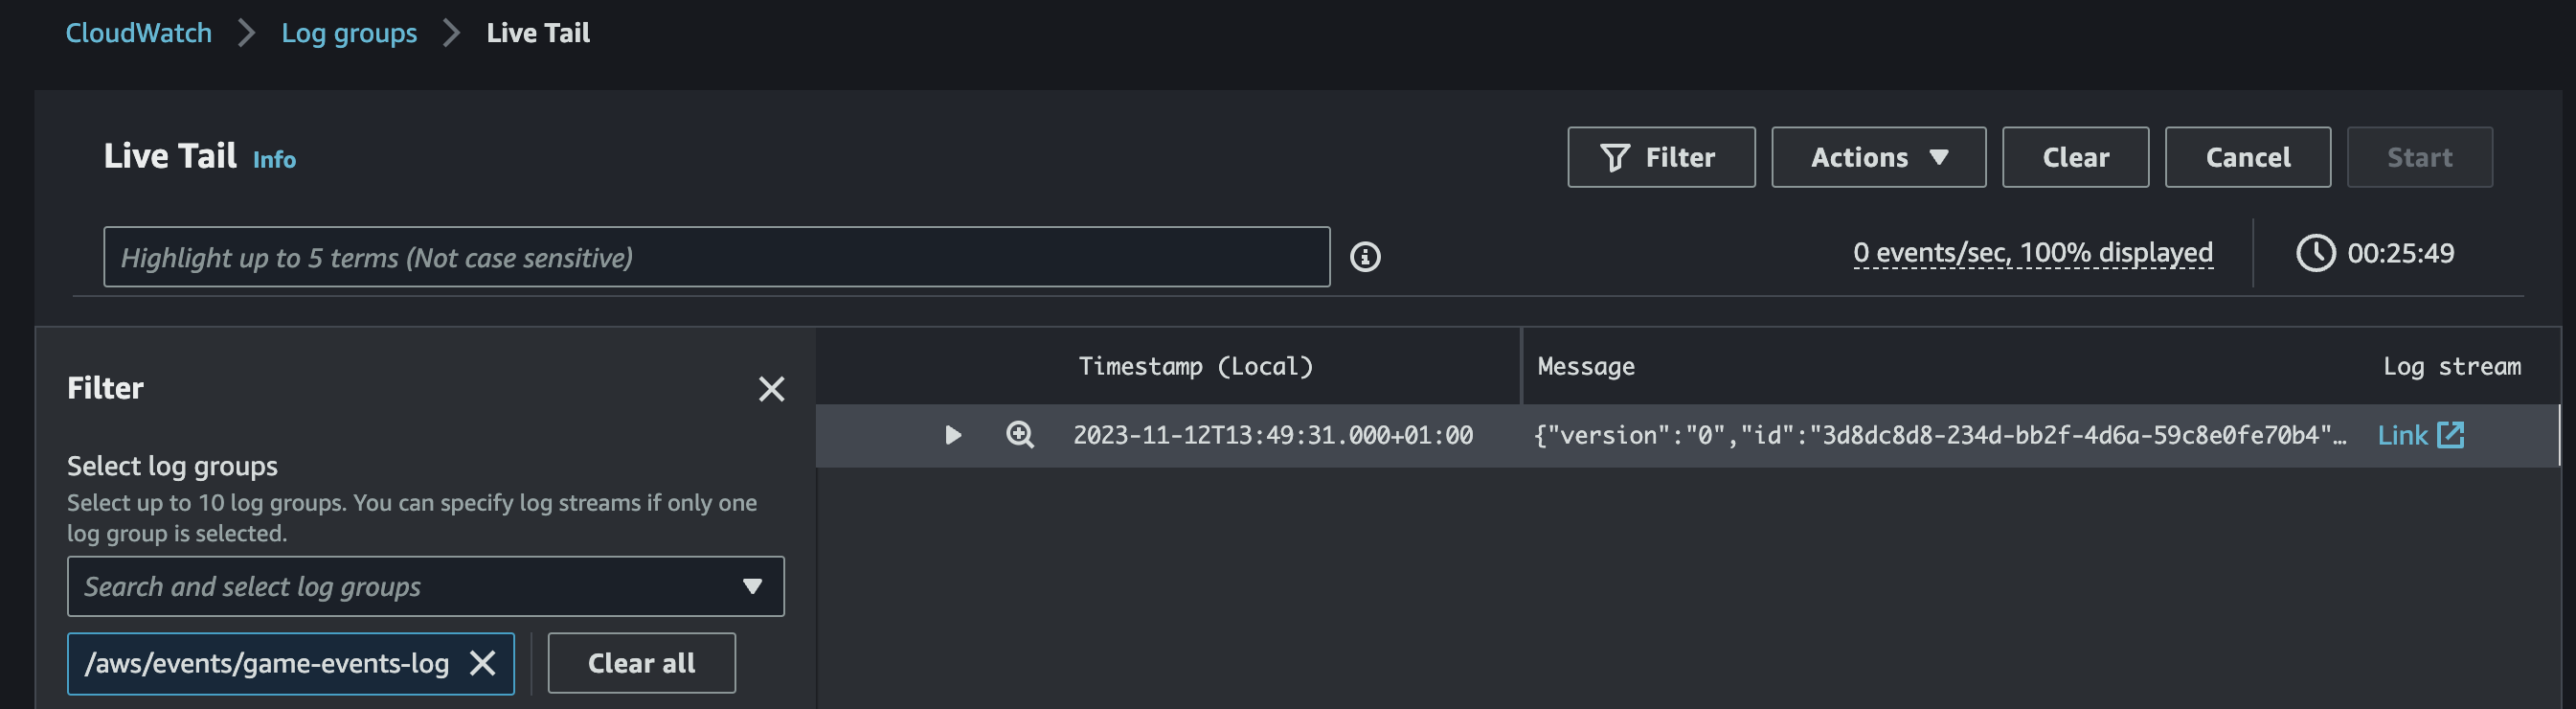 CloudWatch > Log groups > Live Tail
Live Tail Info
Filter Actions Clear Cancel Start
Highlight up to 5 terms (Not case sensitive)
0 events/sec, 100% displayed
00:25:49
Filter
Select log groups
Select up to 10 log groups. You can specify log streams if only one
log group is selected.
Search and select log groups
/aws/events/game-events-log
Clear all
Timestamp (Local) Message Log stream
2023-11-12T13:49:31.000+01:00 {"version":"0","id":"3d8dc8d8-234d-bb2f-4d6a-59c8e0fe70b4"… Link